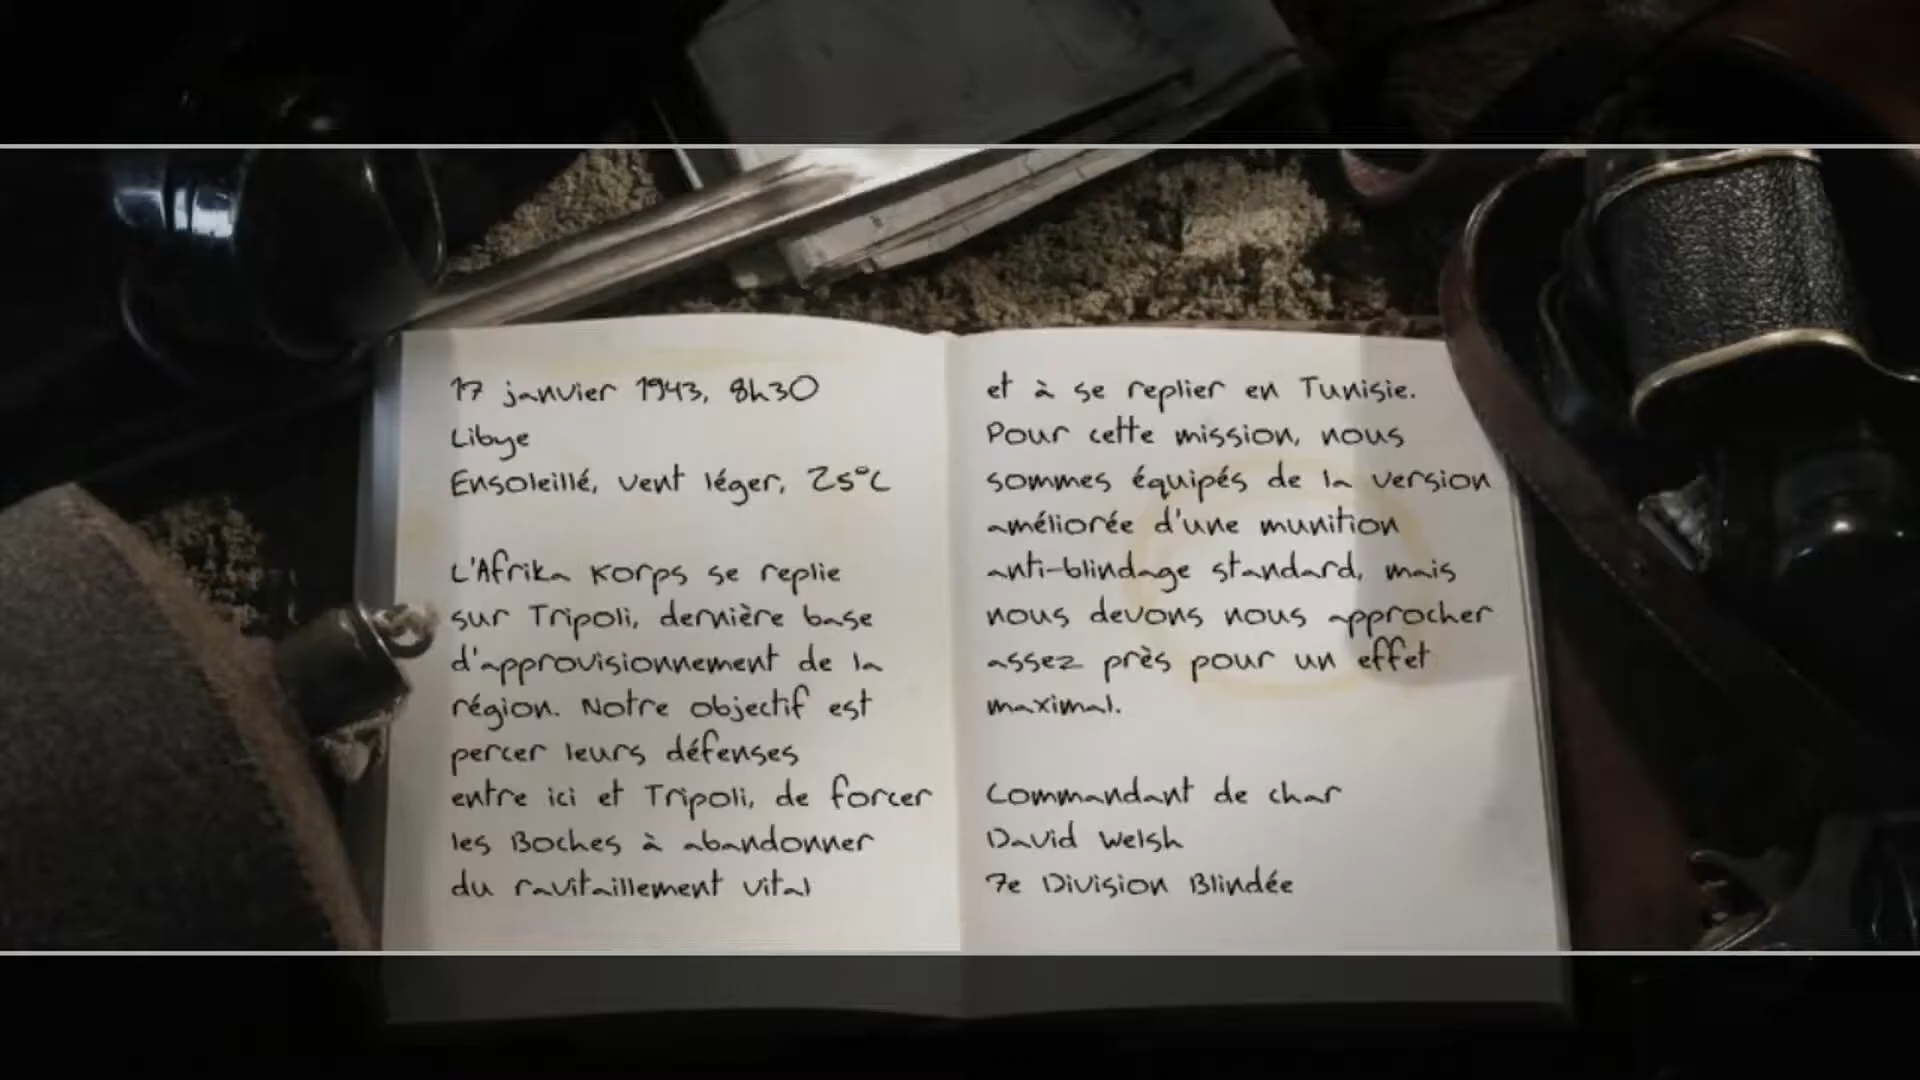 17 janvier 1943, 8h30
Libye
Ensoleillé, vent léger, 25°C
L'Afrika Korps se replie
sur Tripoli, dernière base
d'approvisionnement de la
région. Notre objectif est
percer leurs défenses
entre ici et Tripoli, de forcer
les Boches à abandonner
du ravitaillement vital
et à se replier en Tunisie.
Pour cette mission, nous
sommes équipés de la version
améliorée d'une munition
anti-blindage standard, mais
nous devons nous approcher
assez près pour un effet
maximal.
Commandant de char
David Welsh
7e Division Blindée